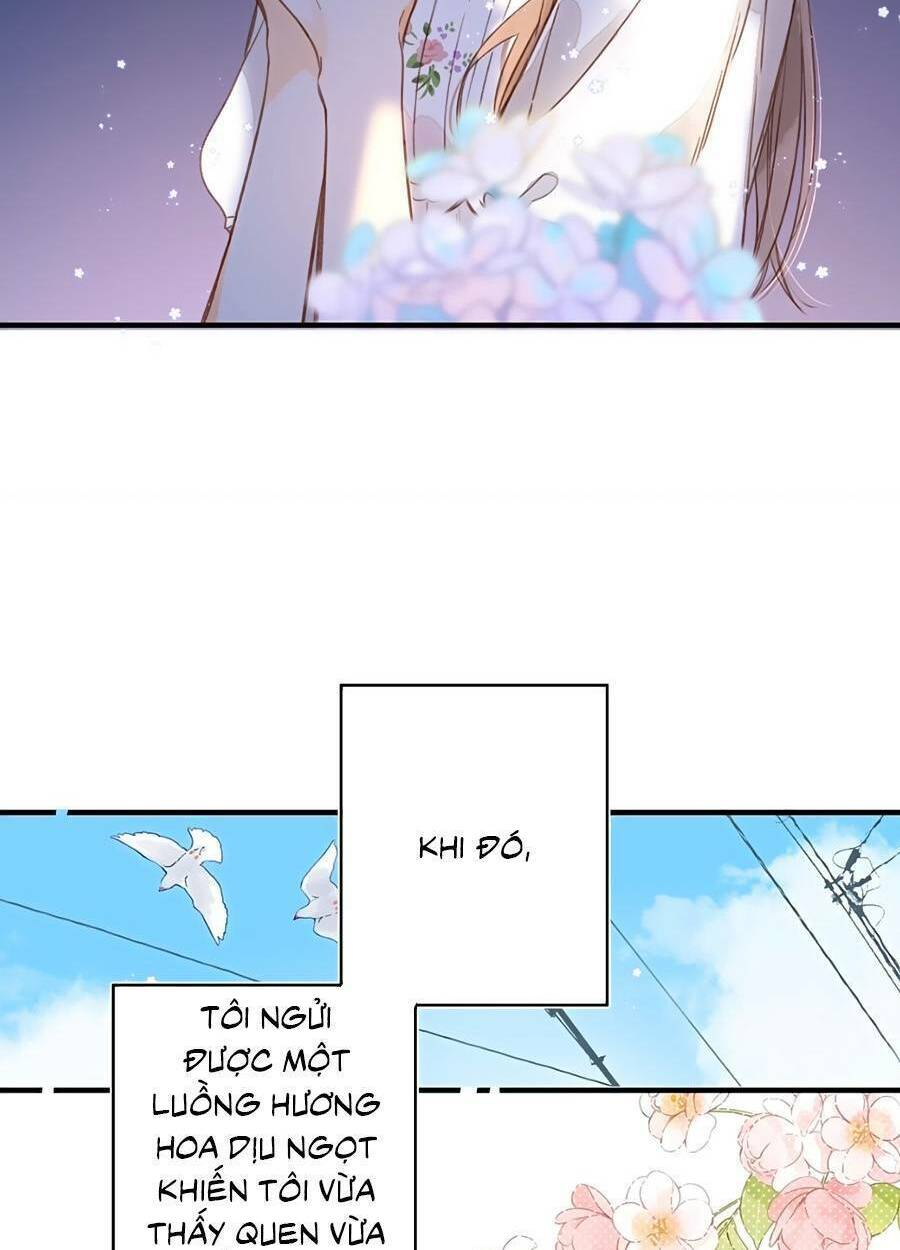 KHI ĐÓ,
TÔI NGỬI
ĐƯỢC MỘT
LUỒNG HƯƠNG
HOA DỊU NGỌT
KHIẾN TÔI VỪA
THẤY QUEN VỪA